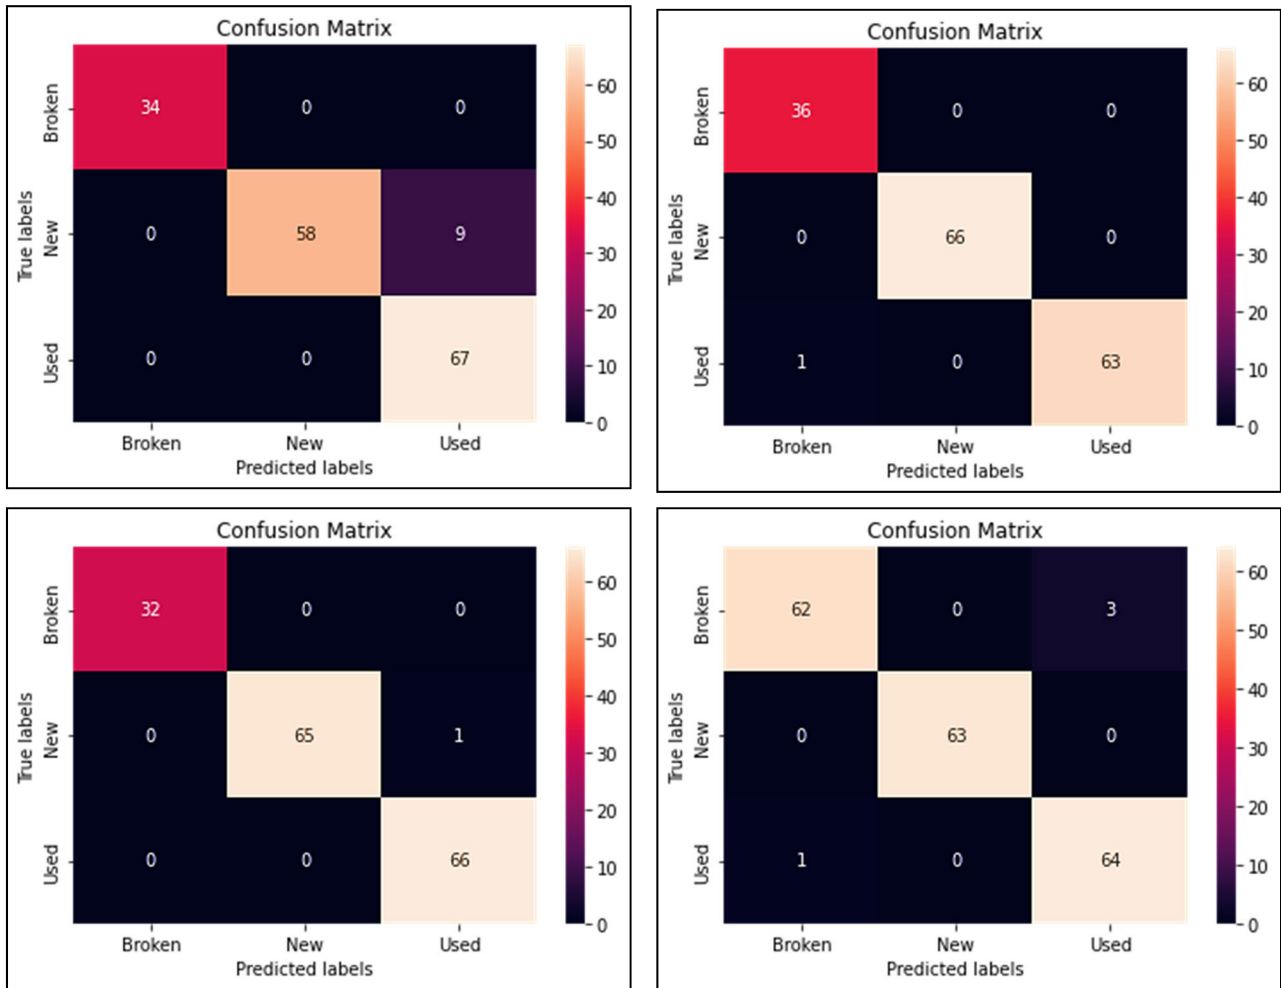 Confusion Matrix
True labels
Broken
New
Used
34 0 0
0 58 9
0 0 67
60
50
40
30
20
10
0
Broken New Used
Predicted labels
Confusion Matrix
True labels
Broken
New
Used
36 0 0
0 66 0
1 0 63
60
50
40
30
20
10
0
Broken New Used
Predicted labels
Confusion Matrix
True labels
Broken
New
Used
32 0 0
0 65 1
0 0 66
60
50
40
30
20
10
0
Broken New Used
Predicted labels
Confusion Matrix
True labels
Broken
New
Used
62 0 3
0 63 0
1 0 64
60
50
40
30
20
10
0
Broken New Used
Predicted labels